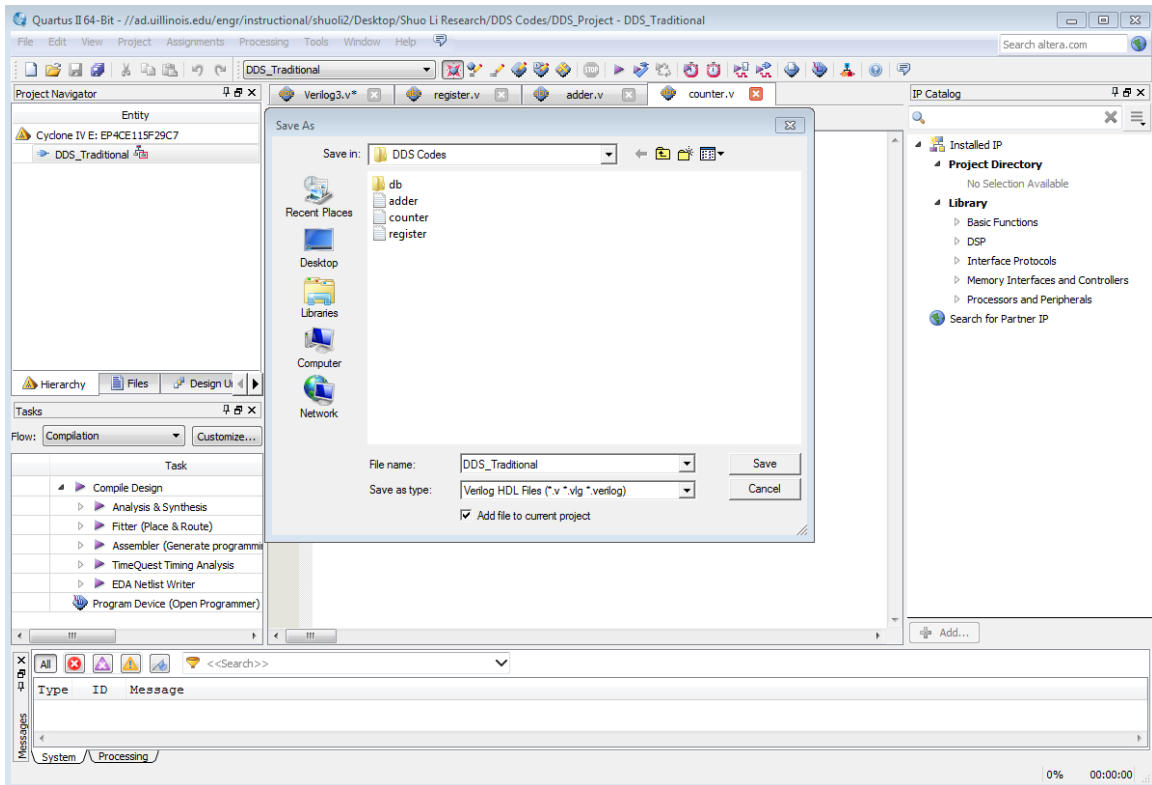 Quartus II 64-Bit - //ad.uillinois.edu/engr/instructional/shuoli2/Desktop/Shuo Li Research/DDS Codes/DDS_Project - DDS_Traditional
File Edit View Project Assignments Processing Tools Window Help
Search altera.com
DDS_Traditional
STOP
Project Navigator
Entity
Cyclone IV E: EP4CE115F29C7
DDS_Traditional
Hierarchy Files Design U
Verilog3.v* register.v adder.v counter.v
Save As
Save in: DDS Codes
Recent Places
Desktop
Libraries
Computer
Network
db
adder
counter
register
File name: DDS_Traditional Save
Save as type: Verilog HDL Files (*.v *.vlg *.verilog) Cancel
Add file to current project
IP Catalog
Installed IP
Project Directory
No Selection Available
Library
Basic Functions
DSP
Interface Protocols
Memory Interfaces and Controllers
Processors and Peripherals
Search for Partner IP
Add...
Tasks
Flow: Compilation Customize...
Task
Compile Design
Analysis & Synthesis
Fitter (Place & Route)
Assembler (Generate programmi
TimeQuest Timing Analysis
EDA Netlist Writer
Program Device (Open Programmer)
All <<Search>>
Type ID Message
Messages
System Processing
0% 00:00:00